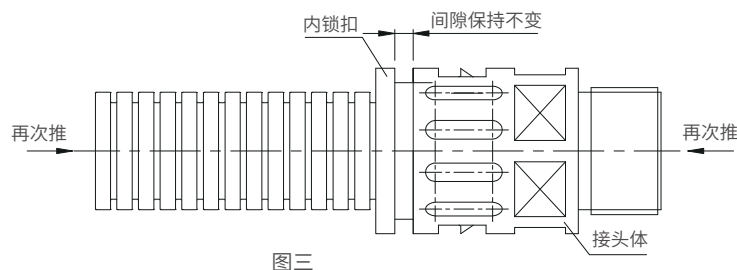 内锁扣
间隙保持不变
再次推
再次推
接头体
图三